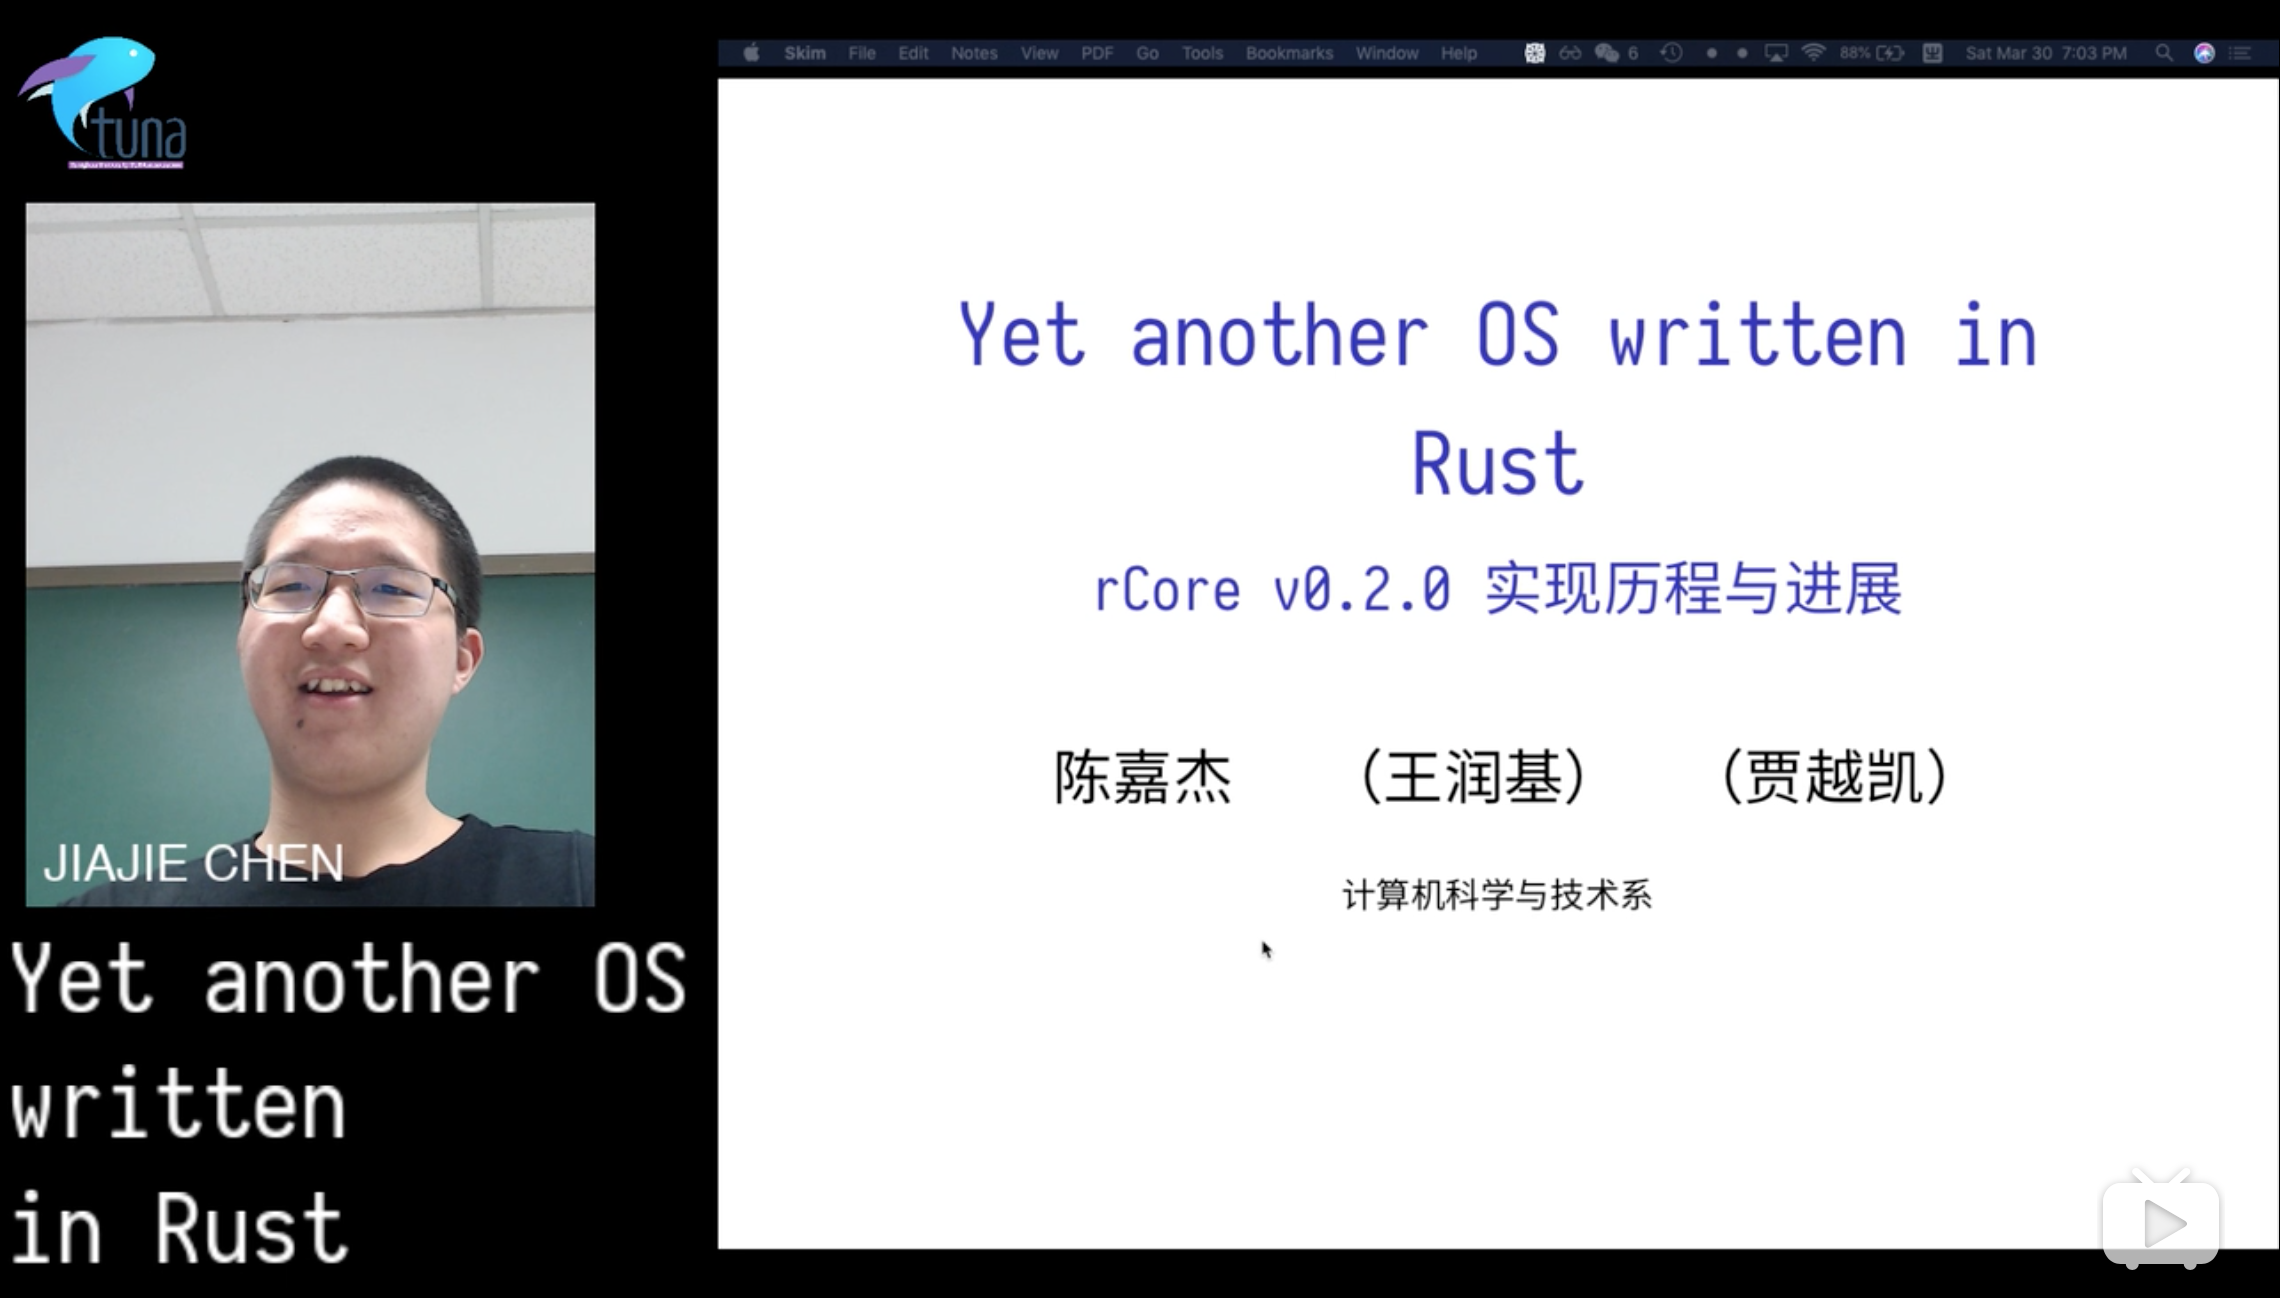 tuna
Skim File Edit Notes View PDF Go Tools Bookmarks Window Help 6 88% Sat Mar 30 7:03 PM
Yet another OS written in
Rust
rCore v0.2.0 实现历程与进展
陈嘉杰 （王润基） （贾越凯）
计算机科学与技术系
JIAJIE CHEN
Yet another OS
written
in Rust